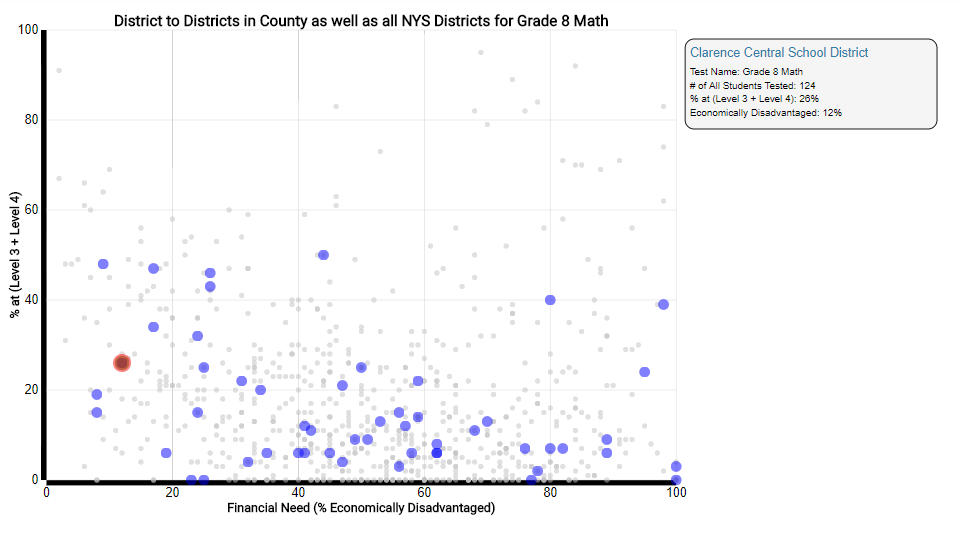 District to Districts in County as well as all NYS Districts for Grade 8 Math
Clarence Central School District
Test Name: Grade 8 Math
# of All Students Tested: 124
% at (Level 3 + Level 4): 26%
Economically Disadvantaged: 12%
% at (Level 3 + Level 4)
100
80
60
40
20
0
0 20 40 60 80 100
Financial Need (% Economically Disadvantaged)